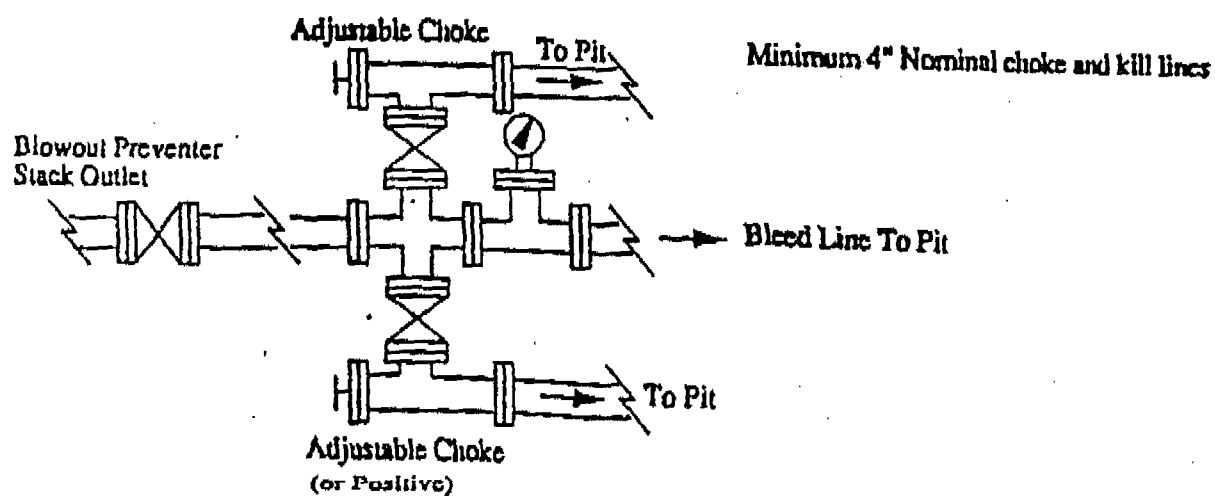 Adjustable Choke
To Pit
Minimum 4" Nominal choke and kill lines
Blowout Preventer
Stack Outlet
Bleed Line To Pit
To Pit
Adjustable Choke
(or Positive)